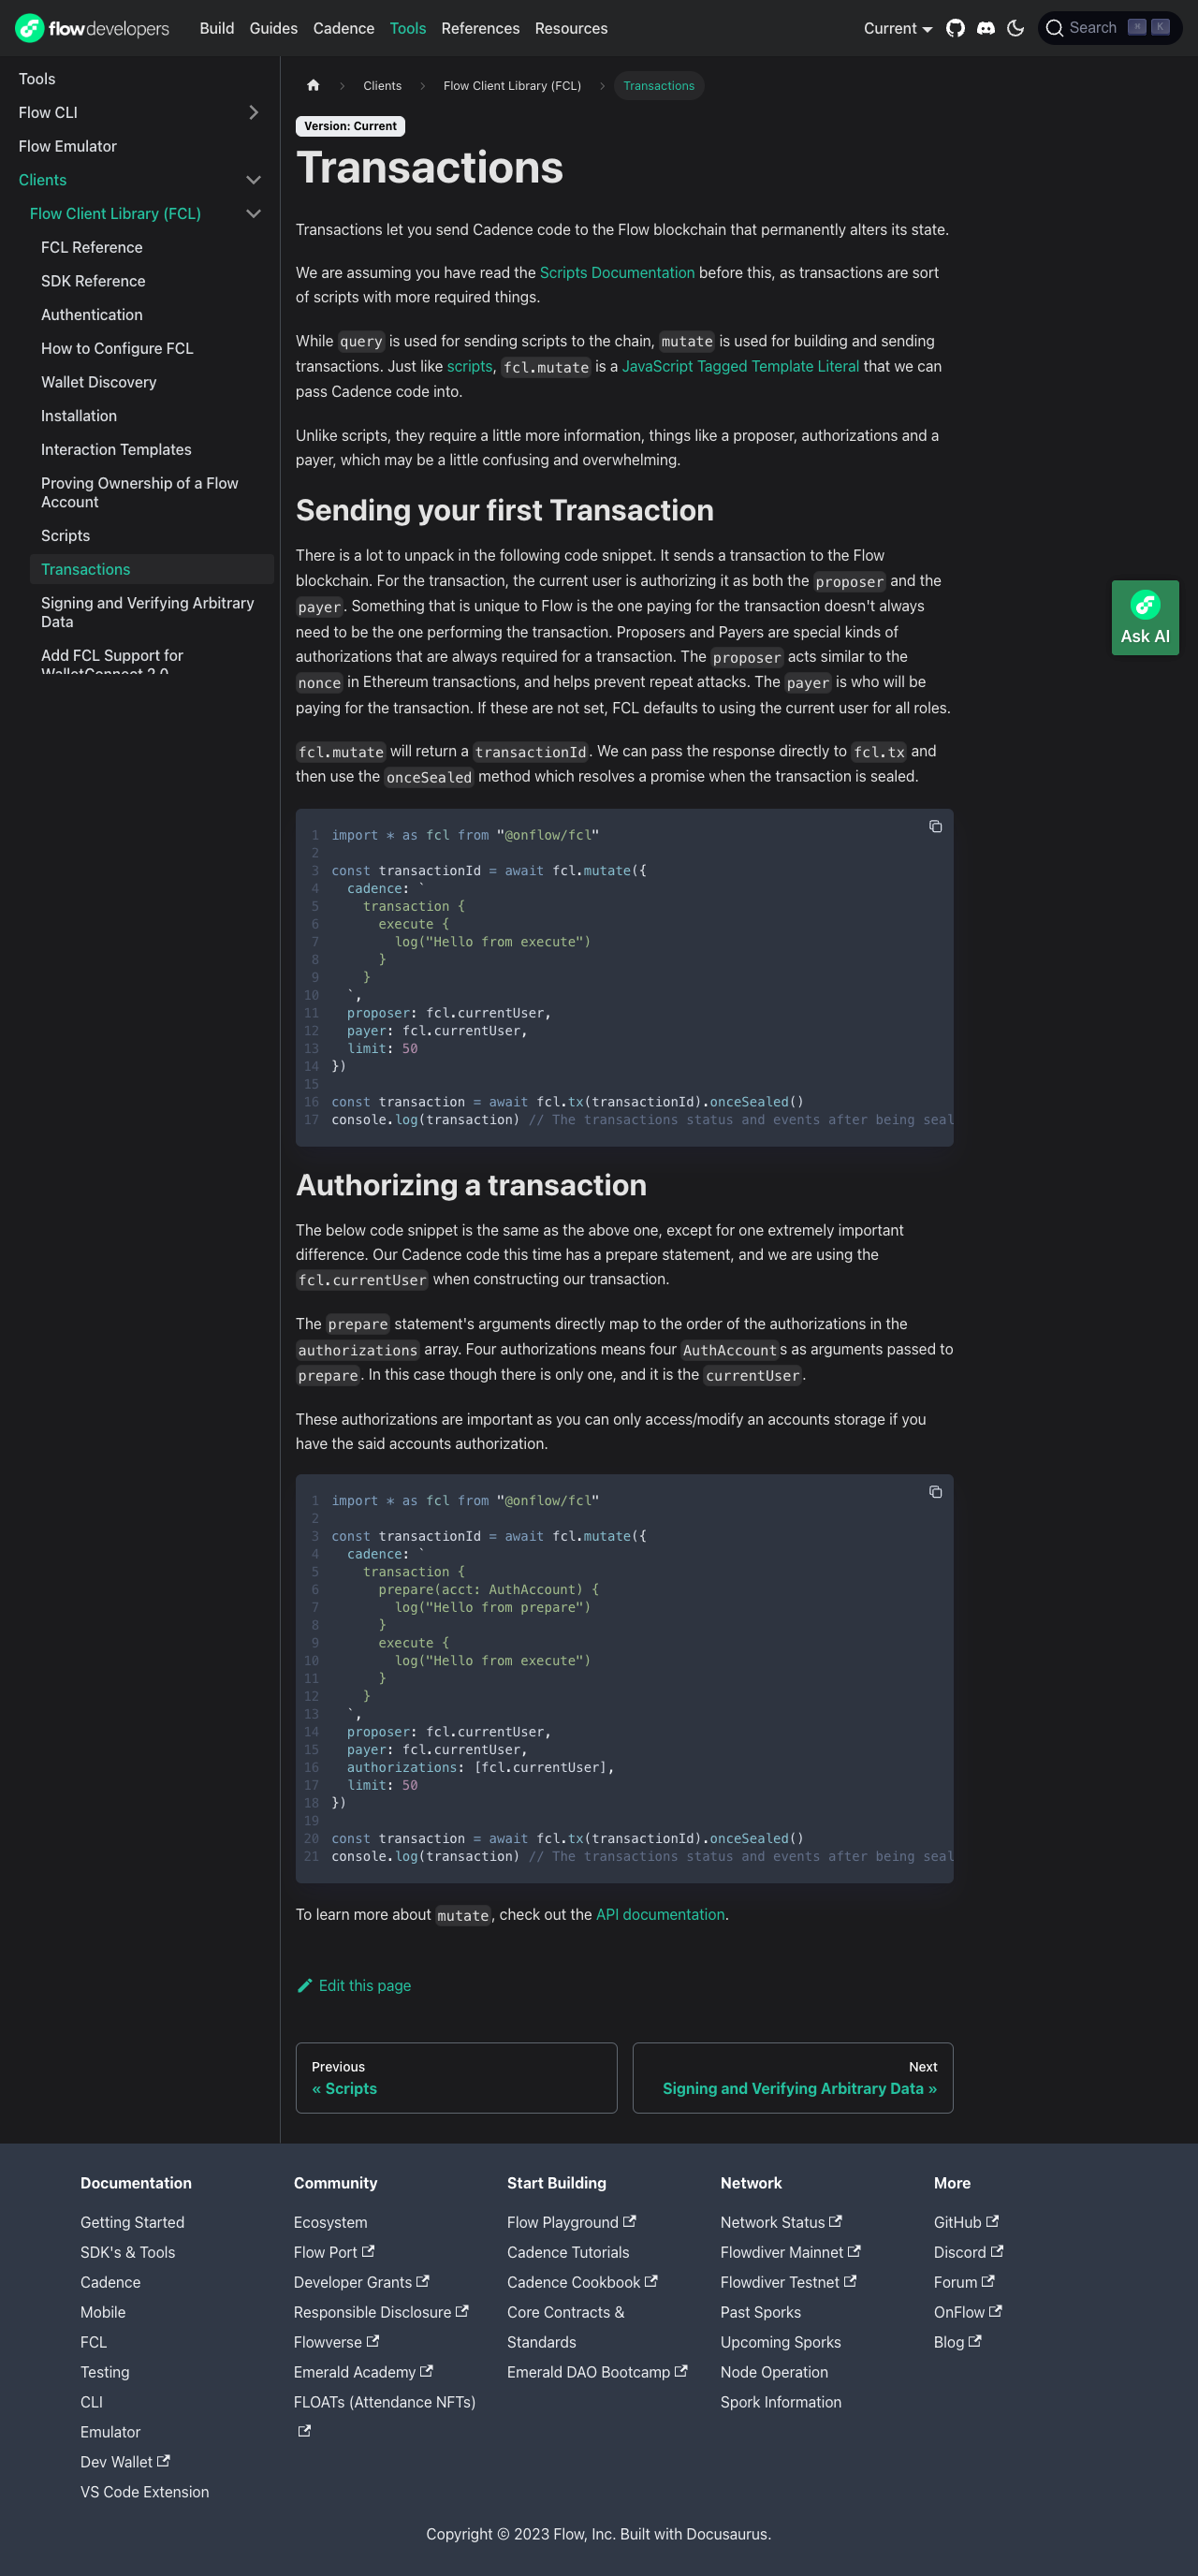 flowdevelopers
Build Guides Cadence Tools References Resources
Current
Search ⌘ K
Tools
Flow CLI
Flow Emulator
Clients
Flow Client Library (FCL)
FCL Reference
SDK Reference
Authentication
How to Configure FCL
Wallet Discovery
Installation
Interaction Templates
Proving Ownership of a Flow
Account
Scripts
Transactions
Signing and Verifying Arbitrary
Data
Add FCL Support for
WalletConnect 2.0
Clients
Flow Client Library (FCL)
Transactions
Version: Current
Transactions
Transactions let you send Cadence code to the Flow blockchain that permanently alters its state.
We are assuming you have read the Scripts Documentation before this, as transactions are sort
of scripts with more required things.
While query is used for sending scripts to the chain, mutate is used for building and sending
transactions. Just like scripts, fcl.mutate is a JavaScript Tagged Template Literal that we can
pass Cadence code into.
Unlike scripts, they require a little more information, things like a proposer, authorizations and a
payer, which may be a little confusing and overwhelming.
Sending your first Transaction
There is a lot to unpack in the following code snippet. It sends a transaction to the Flow
blockchain. For the transaction, the current user is authorizing it as both the proposer and the
payer. Something that is unique to Flow is the one paying for the transaction doesn't always
need to be the one performing the transaction. Proposers and Payers are special kinds of
authorizations that are always required for a transaction. The proposer acts similar to the
nonce in Ethereum transactions, and helps prevent repeat attacks. The payer is who will be
paying for the transaction. If these are not set, FCL defaults to using the current user for all roles.
fcl.mutate will return a transactionId. We can pass the response directly to fcl.tx and
then use the onceSealed method which resolves a promise when the transaction is sealed.
1 import * as fcl from "@onflow/fcl"
2
3 const transactionId = await fcl.mutate({
4   cadence: `
5     transaction {
6       execute {
7         log("Hello from execute")
8       }
9     }
10   `,
11   proposer: fcl.currentUser,
12   payer: fcl.currentUser,
13   limit: 50
14 })
15
16 const transaction = await fcl.tx(transactionId).onceSealed()
17 console.log(transaction) // The transactions status and events after being seal
Authorizing a transaction
The below code snippet is the same as the above one, except for one extremely important
difference. Our Cadence code this time has a prepare statement, and we are using the
fcl.currentUser when constructing our transaction.
The prepare statement's arguments directly map to the order of the authorizations in the
authorizations array. Four authorizations means four AuthAccounts as arguments passed to
prepare. In this case though there is only one, and it is the currentUser.
These authorizations are important as you can only access/modify an accounts storage if you
have the said accounts authorization.
1 import * as fcl from "@onflow/fcl"
2
3 const transactionId = await fcl.mutate({
4   cadence: `
5     transaction {
6       prepare(acct: AuthAccount) {
7         log("Hello from prepare")
8       }
9       execute {
10         log("Hello from execute")
11       }
12     }
13   `,
14   proposer: fcl.currentUser,
15   payer: fcl.currentUser,
16   authorizations: [fcl.currentUser],
17   limit: 50
18 })
19
20 const transaction = await fcl.tx(transactionId).onceSealed()
21 console.log(transaction) // The transactions status and events after being seal
To learn more about mutate, check out the API documentation.
Edit this page
Previous
« Scripts
Next
Signing and Verifying Arbitrary Data »
Ask AI
Documentation
Getting Started
SDK's & Tools
Cadence
Mobile
FCL
Testing
CLI
Emulator
Dev Wallet
VS Code Extension
Community
Ecosystem
Flow Port
Developer Grants
Responsible Disclosure
Flowverse
Emerald Academy
FLOATs (Attendance NFTs)
Start Building
Flow Playground
Cadence Tutorials
Cadence Cookbook
Core Contracts &
Standards
Emerald DAO Bootcamp
Network
Network Status
Flowdiver Mainnet
Flowdiver Testnet
Past Sporks
Upcoming Sporks
Node Operation
Spork Information
More
GitHub
Discord
Forum
OnFlow
Blog
Copyright © 2023 Flow, Inc. Built with Docusaurus.